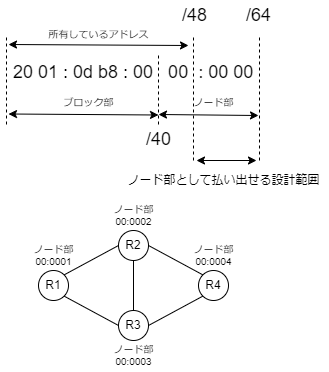 /48 /64
所有しているアドレス
20 01 : 0d b8 : 00 00 : 00 00
ブロック部 ノード部
/40
ノード部として払い出せる設計範囲
ノード部
00:0002
R2
ノード部 ノード部
00:0001 00:0004
R1 R4
R3
ノード部
00:0003